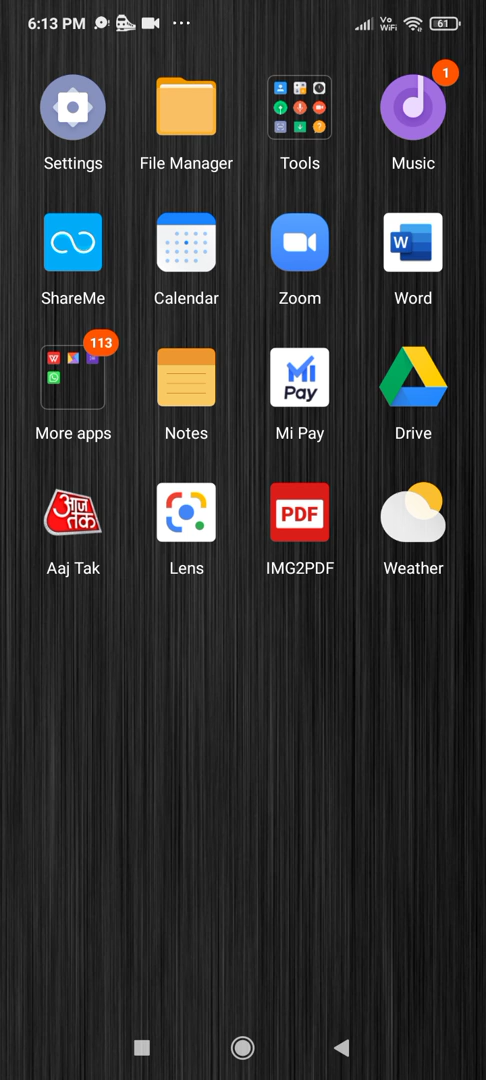 6:13 PM
Vo
WiFi
61
1
Settings
File Manager
Tools
Music
W
ShareMe
Calendar
Zoom
Word
113
More apps
Notes
Pay
Mi Pay
Drive
आज
तक
PDF
Aaj Tak
Lens
IMG2PDF
Weather